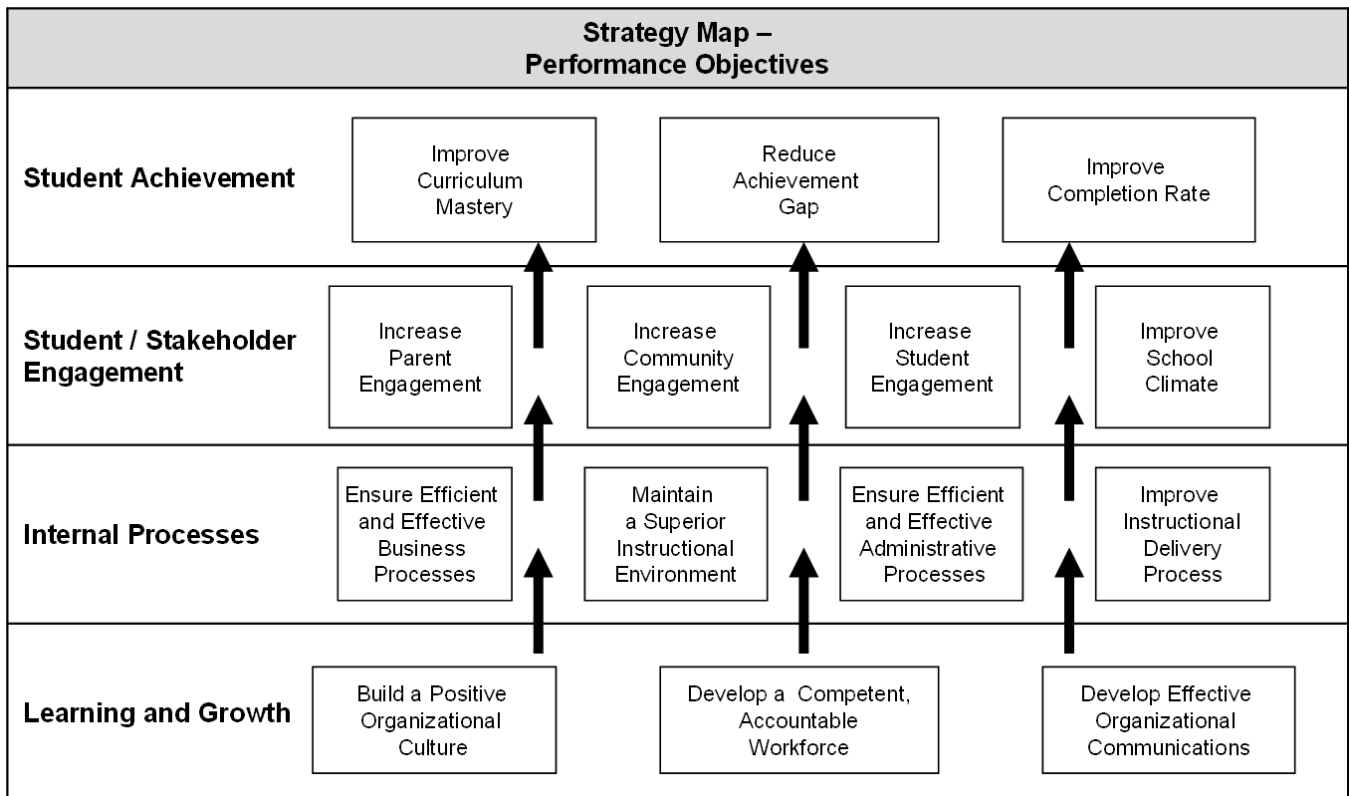 Strategy Map –
Performance Objectives
Student Achievement
Improve
Curriculum
Mastery
Reduce
Achievement
Gap
Improve
Completion Rate
Student / Stakeholder
Engagement
Increase
Parent
Engagement
Increase
Community
Engagement
Increase
Student
Engagement
Improve
School
Climate
Internal Processes
Ensure Efficient
and Effective
Business
Processes
Maintain
a Superior
Instructional
Environment
Ensure Efficient
and Effective
Administrative
Processes
Improve
Instructional
Delivery
Process
Learning and Growth
Build a Positive
Organizational
Culture
Develop a Competent,
Accountable
Workforce
Develop Effective
Organizational
Communications